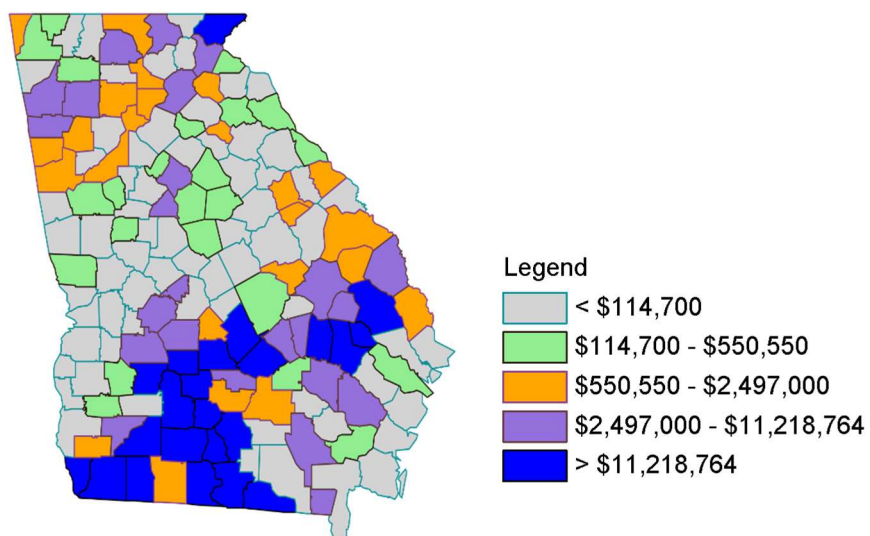 Legend
< $114,700
$114,700 - $550,550
$550,550 - $2,497,000
$2,497,000 - $11,218,764
> $11,218,764